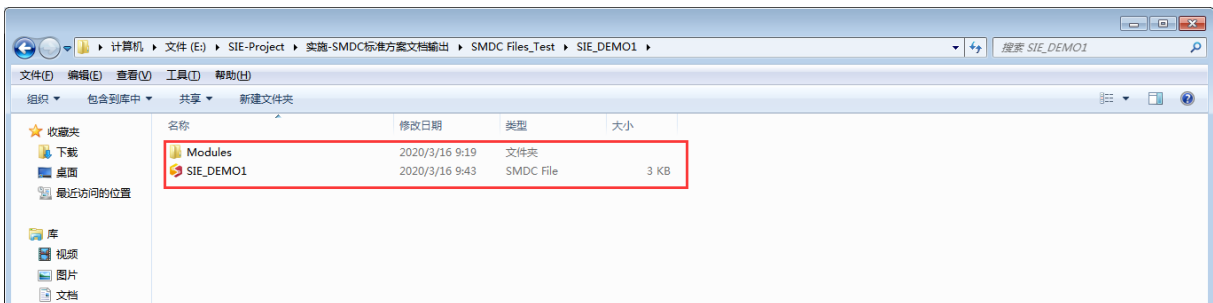 计算机 ▸ 文件 (E:) ▸ SIE-Project ▸ 实施-SMDC标准方案文档输出 ▸ SMDC Files_Test ▸ SIE_DEMO1 ▸ 搜索 SIE_DEMO1
文件(F) 编辑(E) 查看(V) 工具(T) 帮助(H)
组织 包含到库中 共享 新建文件夹
收藏夹 名称 修改日期 类型 大小
下载 Modules 2020/3/16 9:19 文件夹
桌面 SIE_DEMO1 2020/3/16 9:43 SMDC File 3 KB
最近访问的位置
库
视频
图片
文档